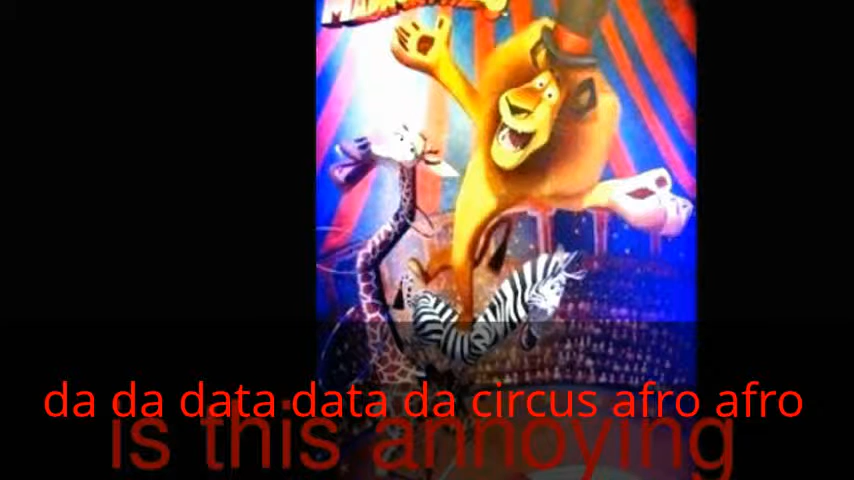 da da data data da circus afro afro
is this annoying